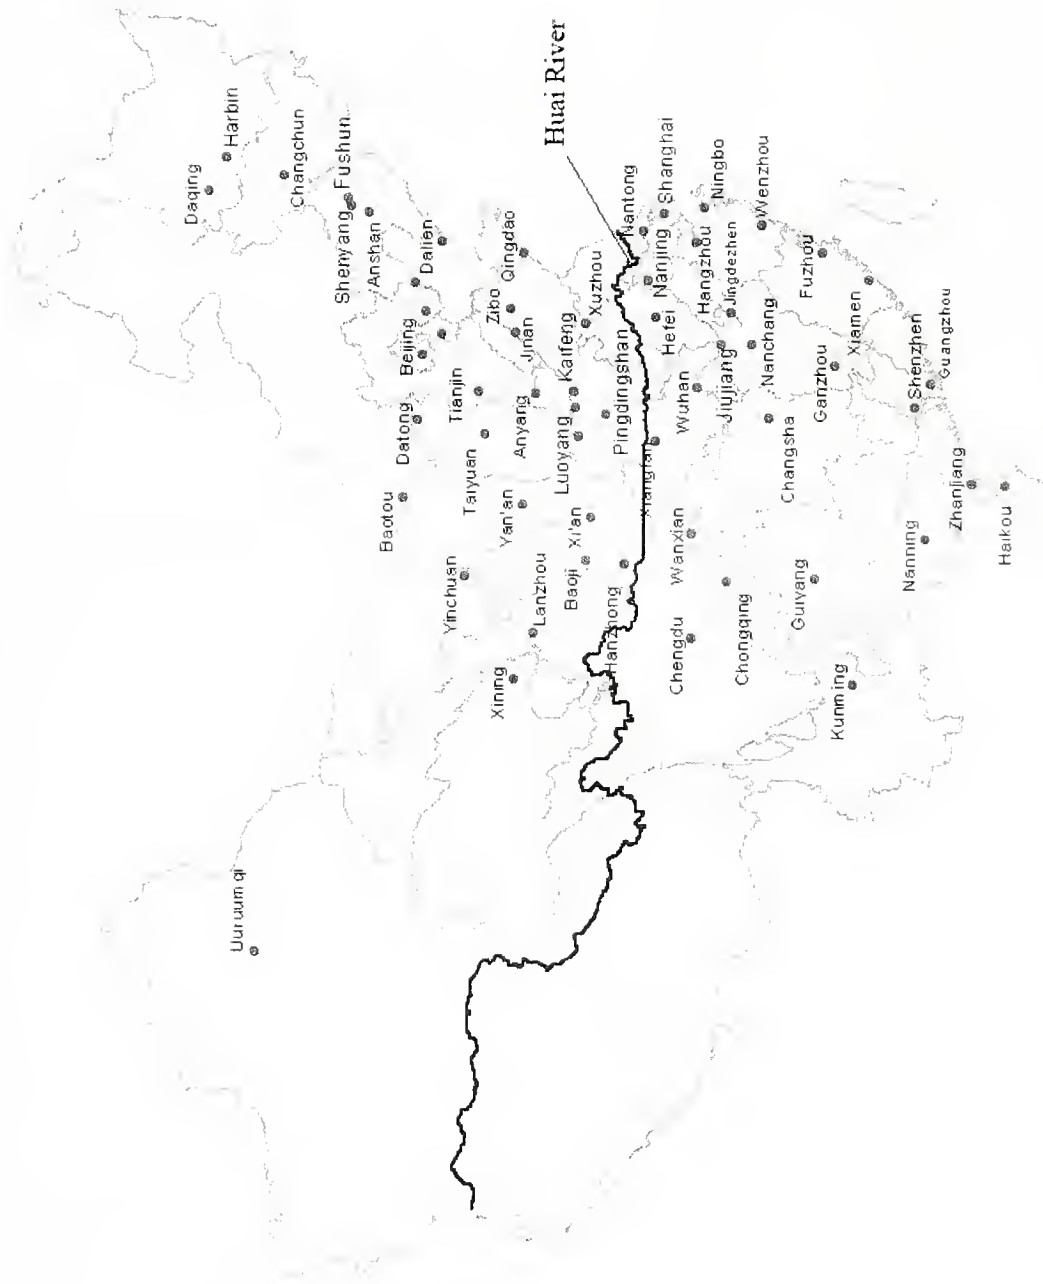 Daqing
Harbin
Changchun
Fushun
Shenyang
Anshan
Dalien
Beijing
Datong
Tianjin
Baotou
Taiyuan
Yinchuan
Zibo
Qingdao
Jinan
Anyang
Yan'an
Lanzhou
Xining
Uuruumqi
Kaifeng
Xuzhou
Luoyang
Xi'an
Baoji
Hanzhong
Pingdingshan
Xiangfan
Huai River
Nantong
Shanghai
Nanjing
Hefei
Ningbo
Hangzhou
Jingdezhen
Wuhan
Jiujiang
Wanxian
Chengdu
Chongqing
Wenzhou
Nanchang
Changsha
Fuzhou
Ganzhou
Guiyang
Xiamen
Kunming
Shenzhen
Guangzhou
Nanning
Zhanjiang
Haikou